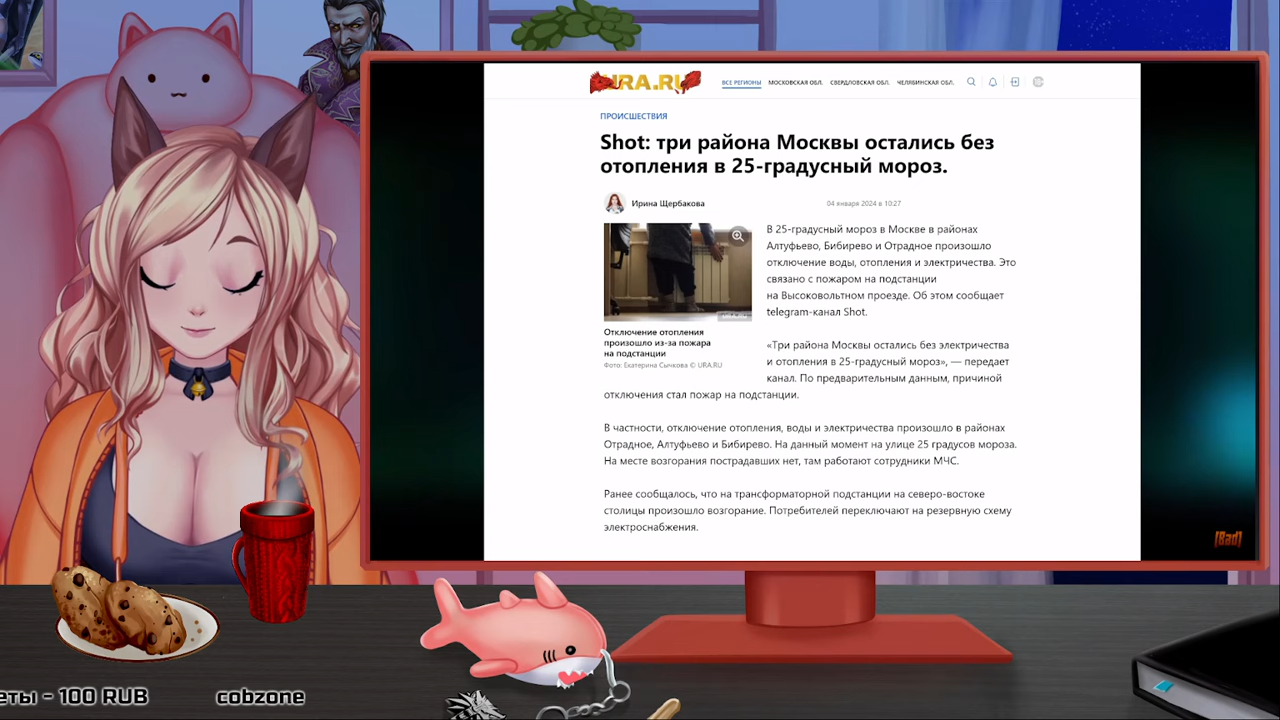 URA.RU
ВСЕ РЕГИОНЫ МОСКОВСКАЯ ОБЛ. СВЕРДЛОВСКАЯ ОБЛ. ЧЕЛЯБИНСКАЯ ОБЛ.
ПРОИСШЕСТВИЯ
Shot: три района Москвы остались без
отопления в 25-градусный мороз.
Ирина Щербакова
04 января 2024 в 10:27
Отключение отопления
произошло из-за пожара
на подстанции
Фото: Екатерина Сычкова © URA.RU
В 25-градусный мороз в Москве в районах
Алтуфьево, Бибирево и Отрадное произошло
отключение воды, отопления и электричества. Это
связано с пожаром на подстанции
на Высоковольтном проезде. Об этом сообщает
telegram-канал Shot.
«Три района Москвы остались без электричества
и отопления в 25-градусный мороз», — передает
канал. По предварительным данным, причиной
отключения стал пожар на подстанции.
В частности, отключение отопления, воды и электричества произошло в районах
Отрадное, Алтуфьево и Бибирево. На данный момент на улице 25 градусов мороза.
На месте возгорания пострадавших нет, там работают сотрудники МЧС.
Ранее сообщалось, что на трансформаторной подстанции на северо-востоке
столицы произошло возгорание. Потребителей переключают на резервную схему
электроснабжения.
[Bad]
еты - 100 RUB cobzone